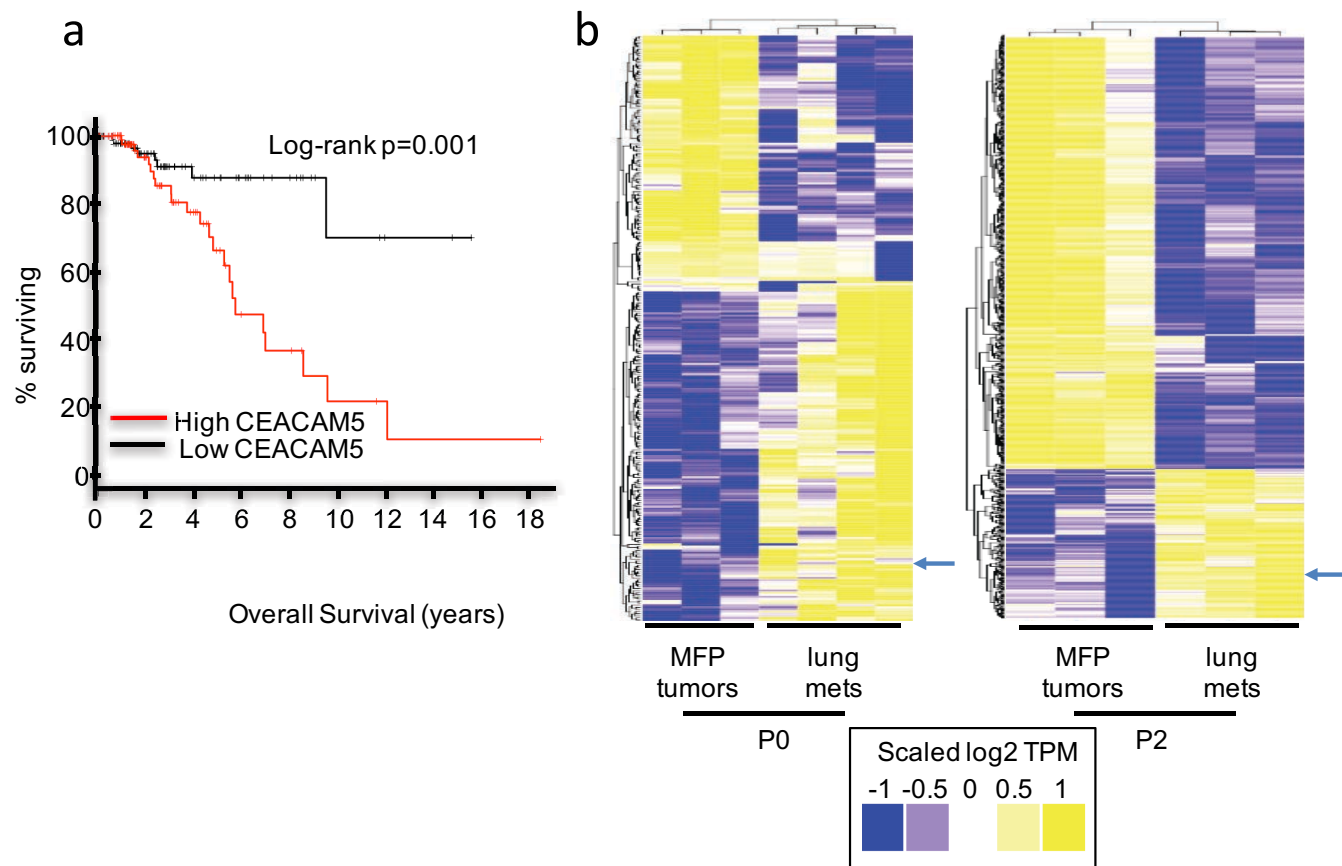 a
b
Log-rank p=0.001
% surviving
100
80
60
40
20
0
High CEACAM5
Low CEACAM5
0 2 4 6 8 10 12 14 16 18
Overall Survival (years)
MFP
tumors
lung
mets
P0
MFP
tumors
lung
mets
P2
Scaled log2 TPM
-1 -0.5 0 0.5 1